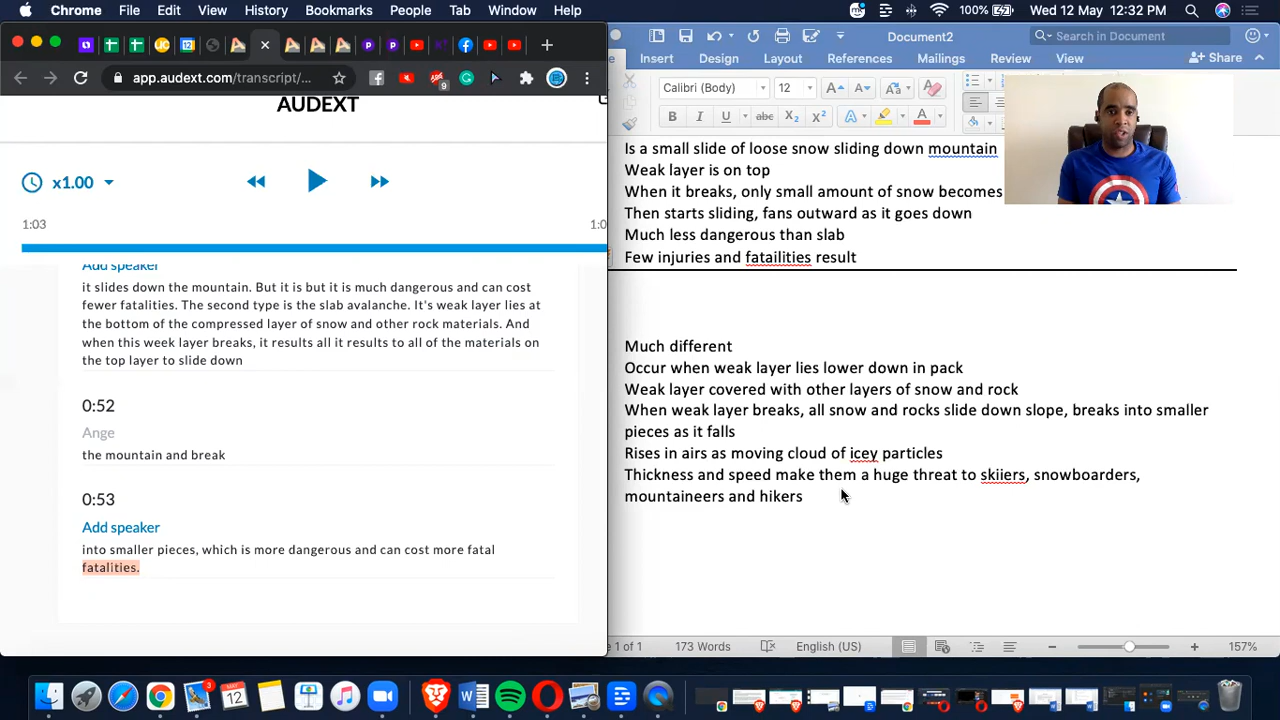 Chrome File Edit View History Bookmarks People Tab Window Help
100% Wed 12 May 12:32 PM
app.audext.com/transcript/...
9
AUDEXT
x1.00
1:03
1:0
Add speaker
it slides down the mountain. But it is but it is much dangerous and can cost
fewer fatalities. The second type is the slab avalanche. It's weak layer lies at
the bottom of the compressed layer of snow and other rock materials. And
when this week layer breaks, it results all it results to all of the materials on
the top layer to slide down
0:52
Ange
the mountain and break
0:53
Add speaker
into smaller pieces, which is more dangerous and can cost more fatal
fatalities.
Document2
Search in Document
Insert Design Layout References Mailings Review Share
Calibri (Body) 12
B I U abc X2 X2 A A
Is a small slide of loose snow sliding down mountain
Weak layer is on top
When it breaks, only small amount of snow becomes
Then starts sliding, fans outward as it goes down
Much less dangerous than slab
Few injuries and fatailities result
Much different
Occur when weak layer lies lower down in pack
Weak layer covered with other layers of snow and rock
When weak layer breaks, all snow and rocks slide down slope, breaks into smaller
pieces as it falls
Rises in airs as moving cloud of icey particles
Thickness and speed make them a huge threat to skiiers, snowboarders,
mountaineers and hikers
1 of 1 173 Words English (US) 157%
3
MAY
12